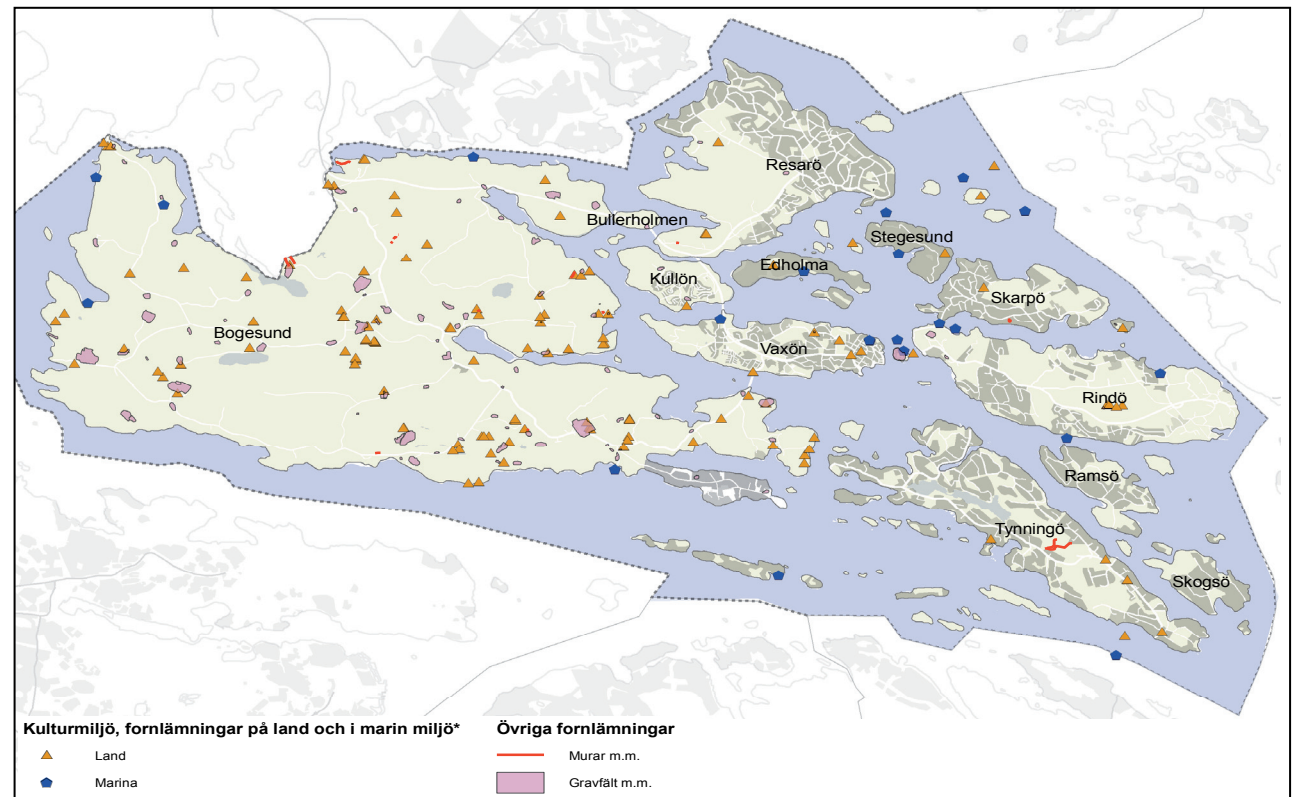 Resarö
Bullerholmen
Stegesund
Edholma
Kullön
Skarpö
Bogesund
Vaxön
Rindö
Ramsö
Tynningö
Skogsö
Kulturmiljö, fornlämningar på land och i marin miljö*
Land
Marina
Övriga fornlämningar
Murar m.m.
Gravfält m.m.